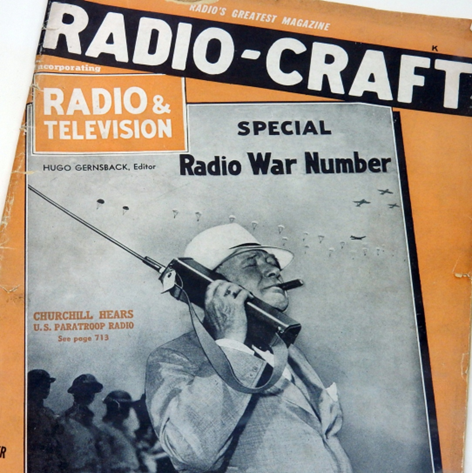 RADIO'S GREATEST MAGAZINE
K
RADIO-CRAFT
incorporating
RADIO &
TELEVISION
HUGO GERNSBACK, Editor
SPECIAL
Radio War Number
CHURCHILL HEARS
U.S. PARATROOP RADIO
See page 713
R